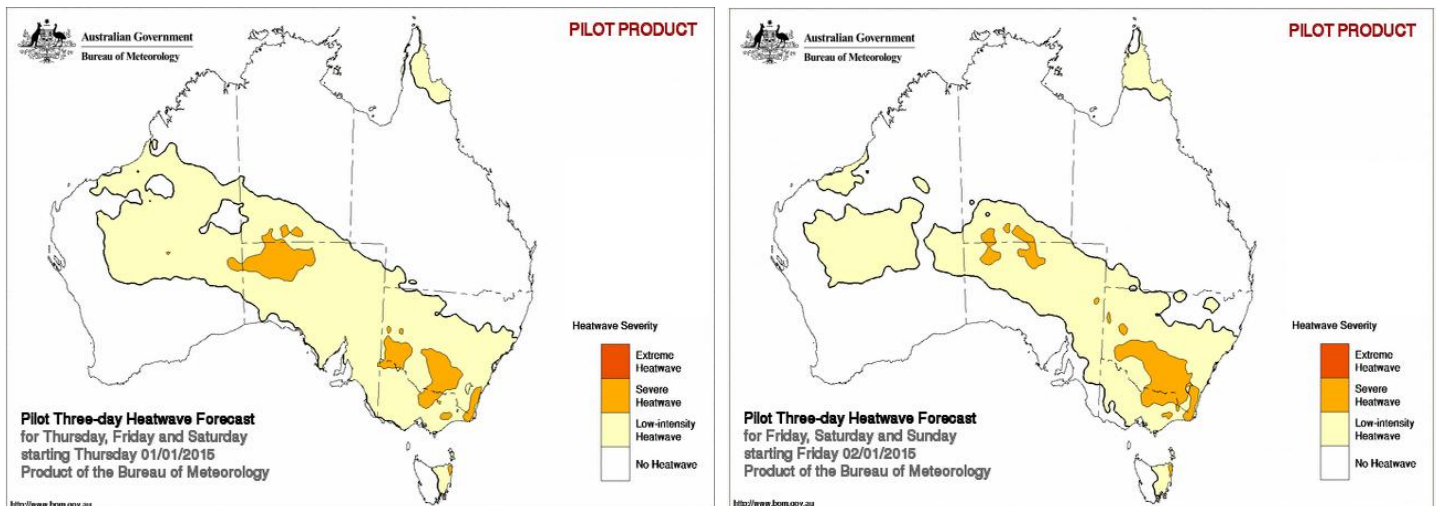 Australian Government
Bureau of Meteorology
PILOT PRODUCT
Heatwave Severity
Extreme
Heatwave
Severe
Heatwave
Low-intensity
Heatwave
No Heatwave
Pilot Three-day Heatwave Forecast
for Thursday, Friday and Saturday
starting Thursday 01/01/2015
Product of the Bureau of Meteorology
http://www.bom.gov.au
Australian Government
Bureau of Meteorology
PILOT PRODUCT
Heatwave Severity
Extreme
Heatwave
Severe
Heatwave
Low-intensity
Heatwave
No Heatwave
Pilot Three-day Heatwave Forecast
for Friday, Saturday and Sunday
starting Friday 02/01/2015
Product of the Bureau of Meteorology
http://www.bom.gov.au